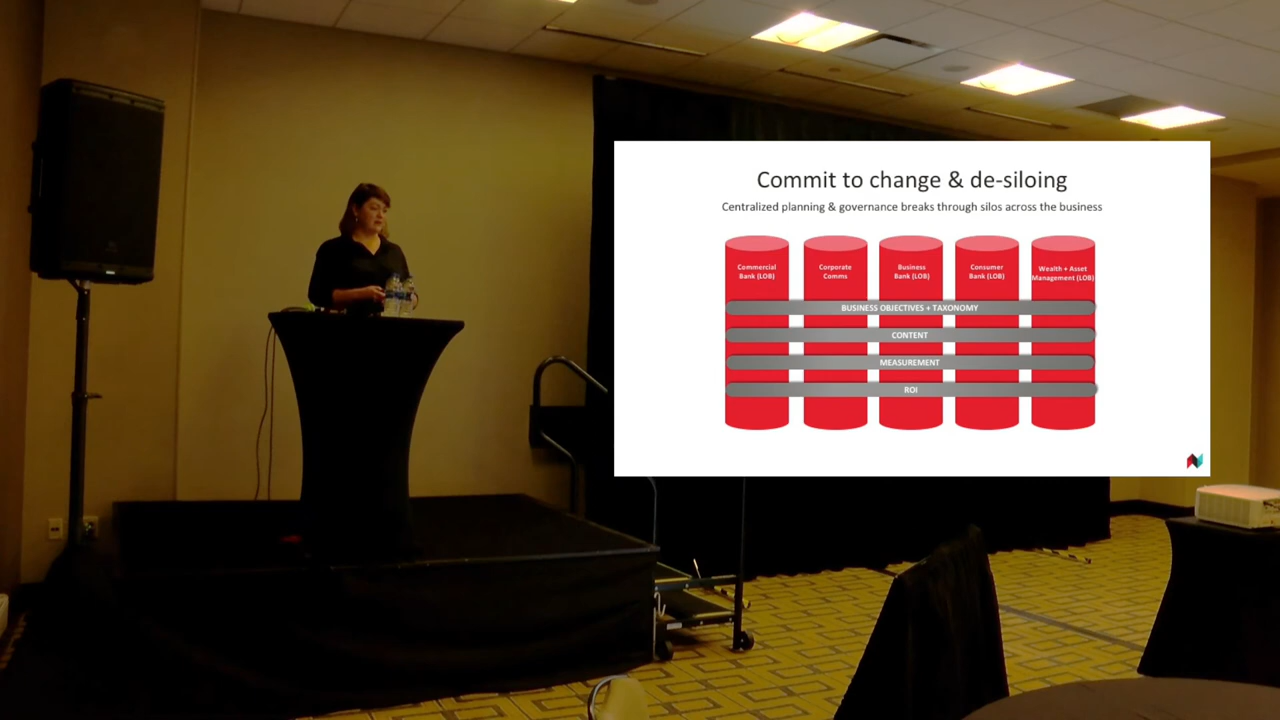 Commit to change & de-siloing
Centralized planning & governance breaks through silos across the business
Commercial
Bank (LOB)
Corporate
Comms
Business
Bank (LOB)
Consumer
Bank (LOB)
Wealth + Asset
Management (LOB)
BUSINESS OBJECTIVES + TAXONOMY
CONTENT
MEASUREMENT
ROI